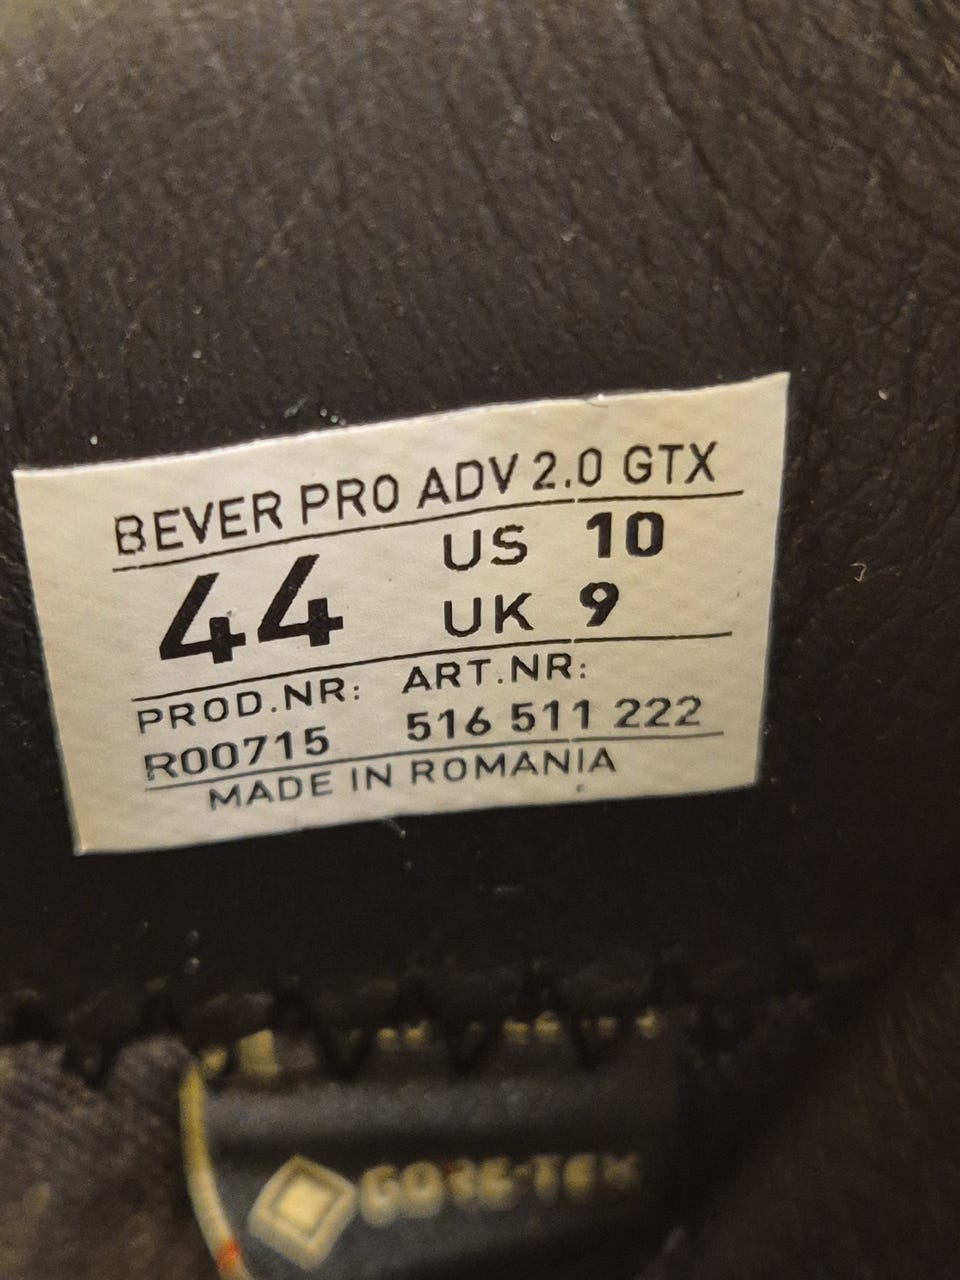 BEVER PRO ADV 2.0 GTX
44 US 10
UK 9
PROD.NR: ART.NR:
R00715 516 511 222
MADE IN ROMANIA
GORE-TEX